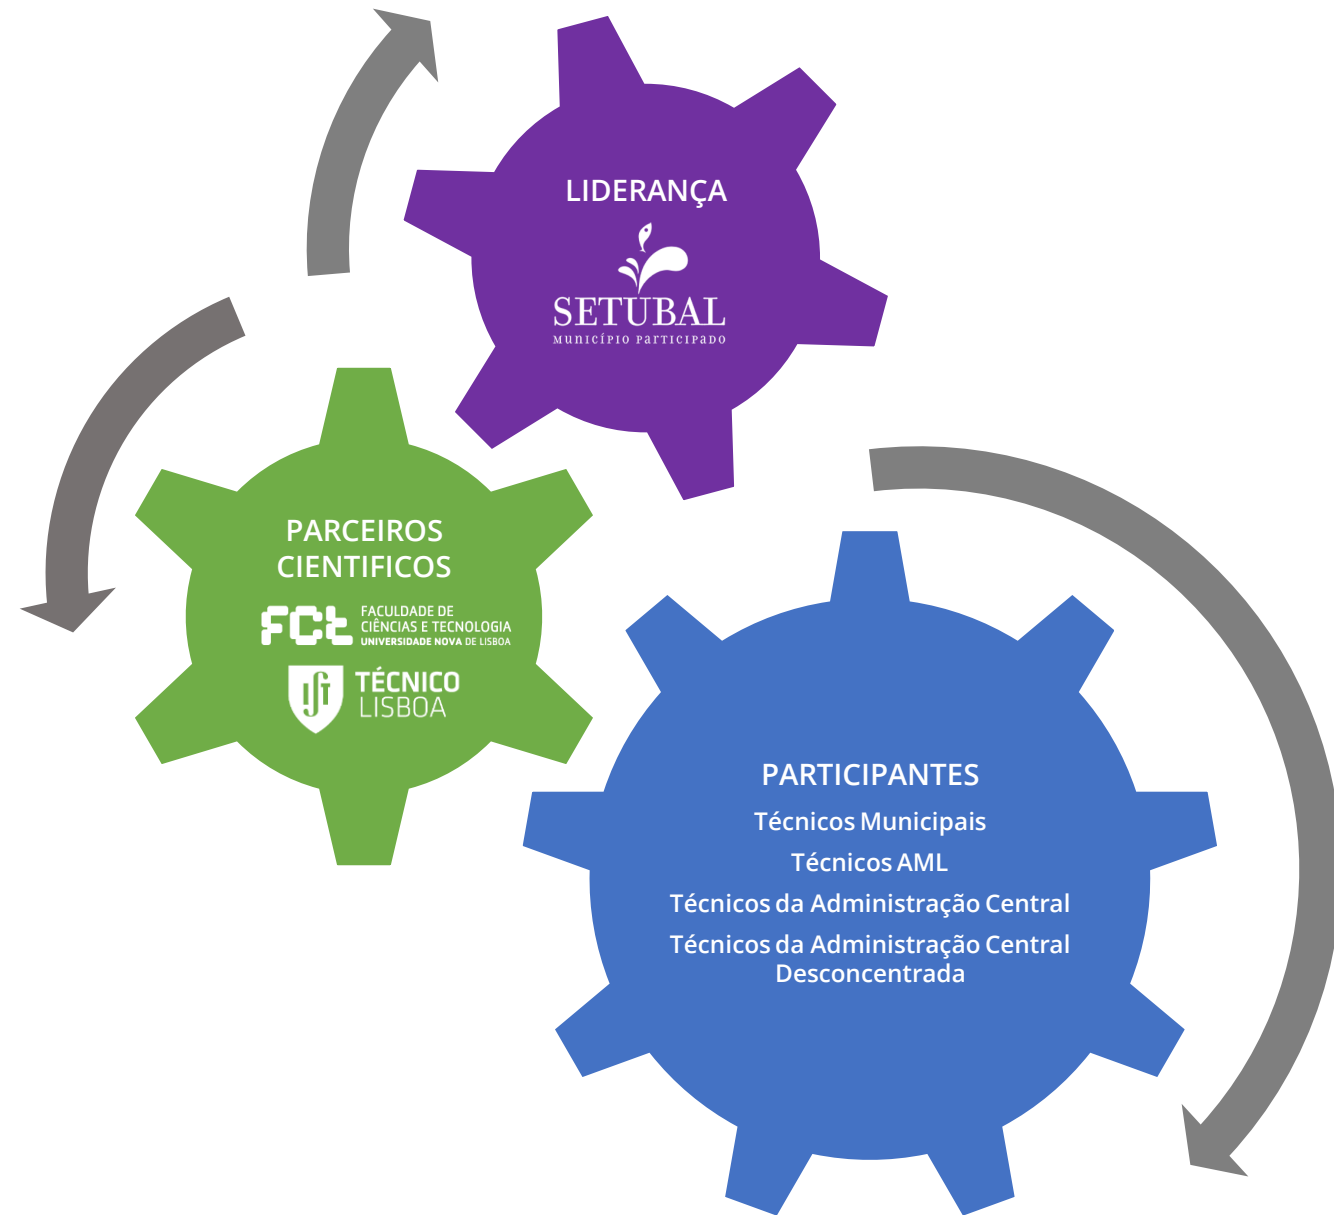 LIDERANÇA
SETÚBAL
MUNICÍPIO PARTICIPADO
PARCEIROS
CIENTIFICOS
FCT
FACULDADE DE
CIÊNCIAS E TECNOLOGIA
UNIVERSIDADE NOVA DE LISBOA
TÉCNICO
LISBOA
PARTICIPANTES
Técnicos Municipais
Técnicos AML
Técnicos da Administração Central
Técnicos da Administração Central
Desconcentrada